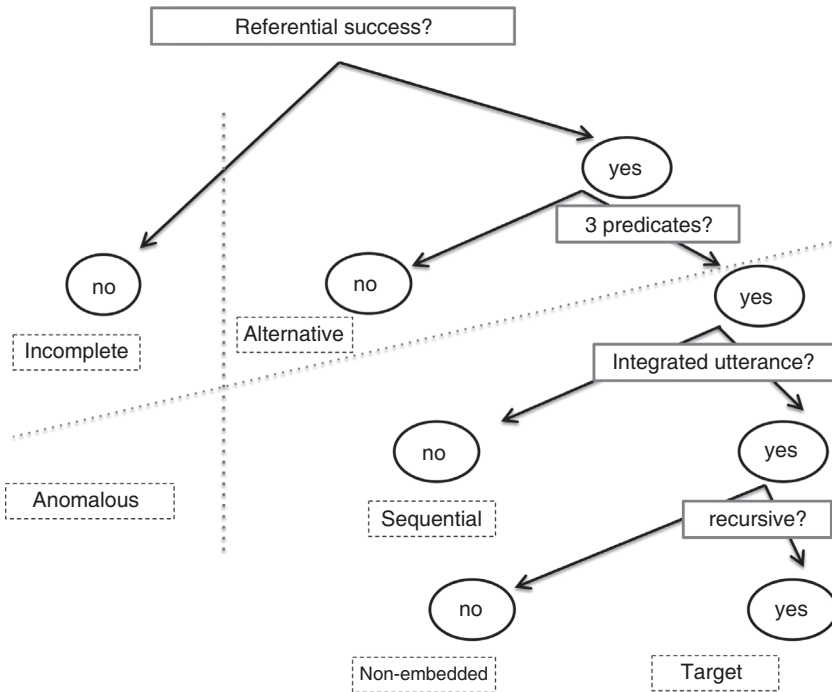 Referential success?
yes
3 predicates?
no
no
yes
Alternative
Incomplete
Integrated utterance?
no
yes
Anomalous
Sequential
recursive?
no
yes
Non-embedded
Target